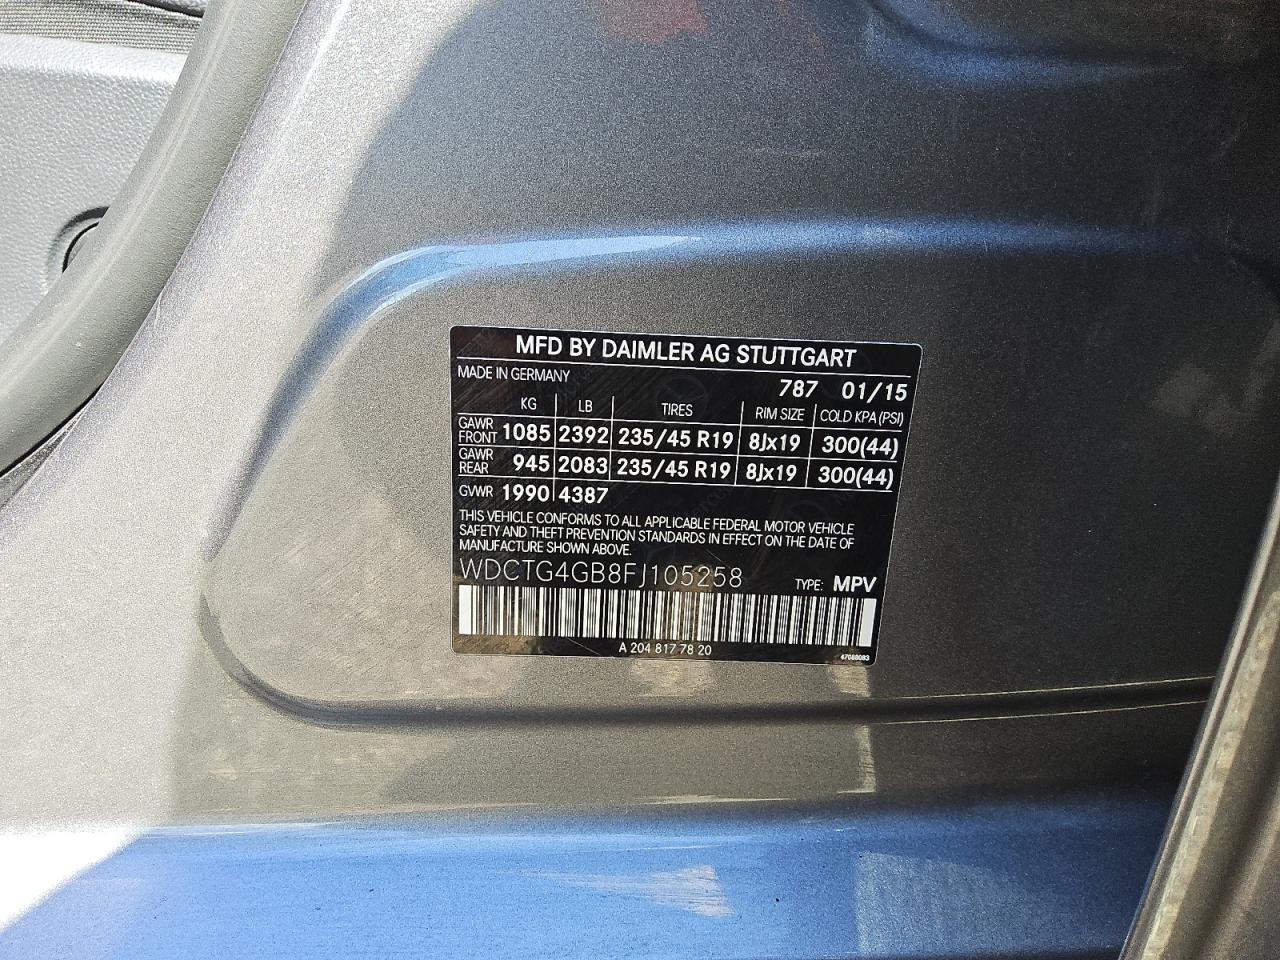 MFD BY DAIMLER AG STUTTGART
MADE IN GERMANY 787 01/15
KG LB TIRES RIM SIZE COLD KPA (PSI)
GAWR FRONT 1085 2392 235/45 R19 8Jx19 300(44)
GAWR REAR 945 2083 235/45 R19 8Jx19 300(44)
GVWR 1990 4387
THIS VEHICLE CONFORMS TO ALL APPLICABLE FEDERAL MOTOR VEHICLE
SAFETY AND THEFT PREVENTION STANDARDS IN EFFECT ON THE DATE OF
MANUFACTURE SHOWN ABOVE.
WDCTG4GB8FJ105258 TYPE: MPV
A 204 817 78 20